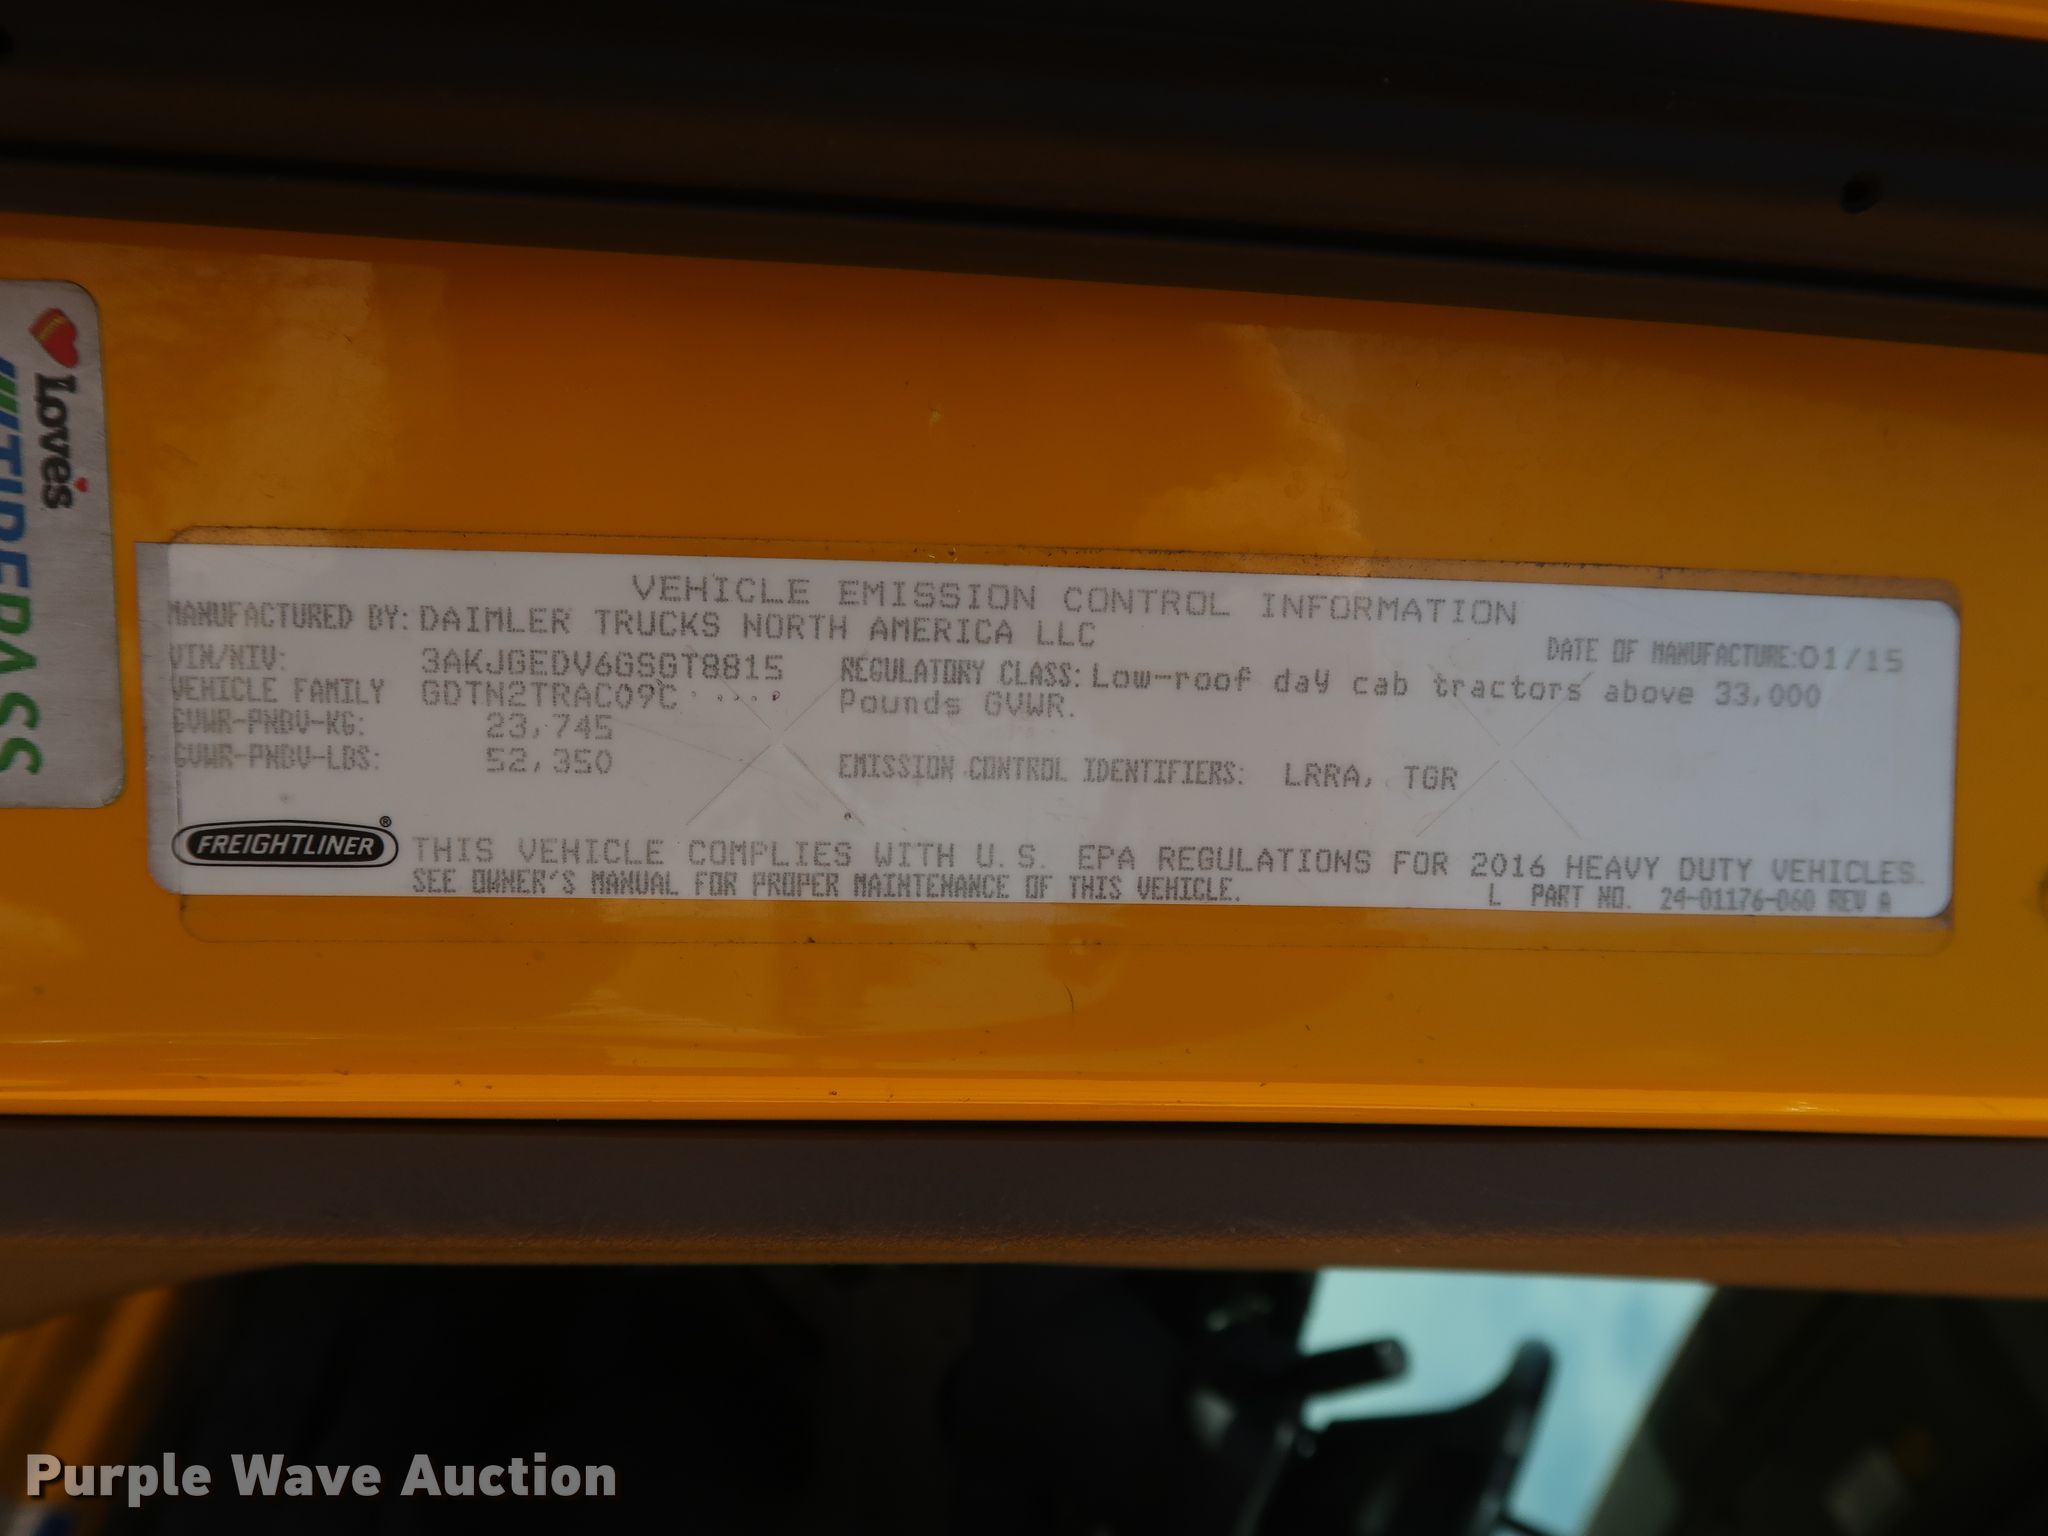 Love's
TIREPASS
VEHICLE EMISSION CONTROL INFORMATION
MANUFACTURED BY: DAIMLER TRUCKS NORTH AMERICA LLC
DATE OF MANUFACTURE:01/15
VIN/NIV: 3AKJGEDV6GSGT8815
REGULATORY CLASS: Low-roof day cab tractors above 33,000
Pounds GVWR.
VEHICLE FAMILY GDTN2TRAC09C
GVWR-PNBV-KG: 23,745
GVWR-PNBV-LBS: 52,350
EMISSION CONTROL IDENTIFIERS: LRRA, TGR
FREIGHTLINER®
THIS VEHICLE COMPLIES WITH U.S. EPA REGULATIONS FOR 2016 HEAVY DUTY VEHICLES.
SEE OWNER'S MANUAL FOR PROPER MAINTENANCE OF THIS VEHICLE.
L PART NO. 24-01176-060 REV A
Purple Wave Auction